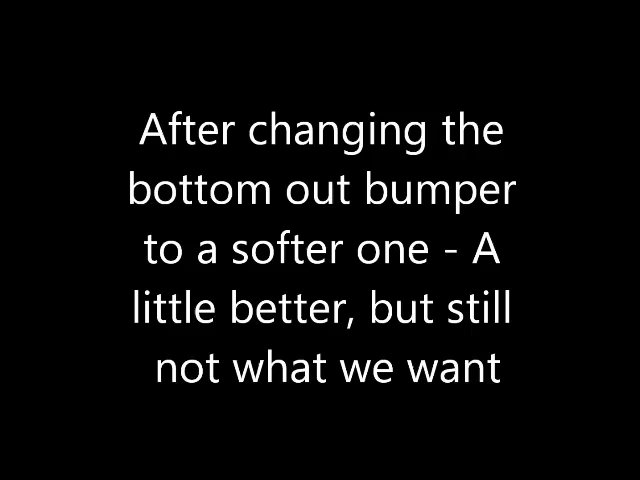 After changing the
bottom out bumper
to a softer one - A
little better, but still
not what we want